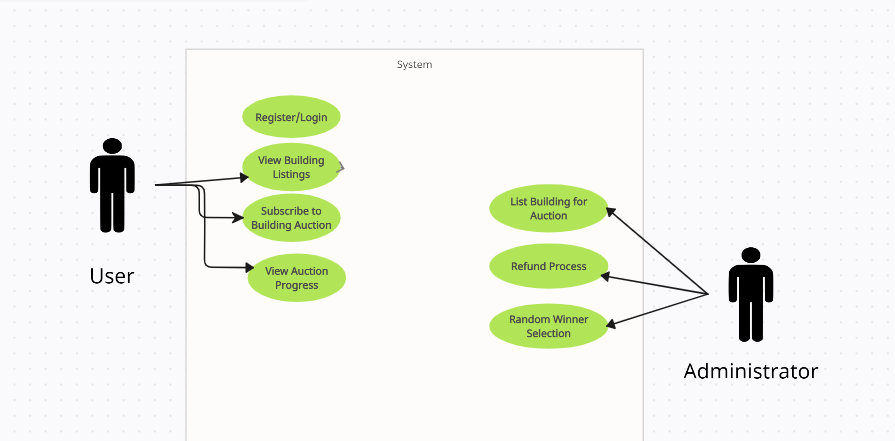 System
Register/Login
View Building
Listings
Subscribe to
Building Auction
View Auction
Progress
User
List Building for
Auction
Refund Process
Random Winner
Selection
Administrator